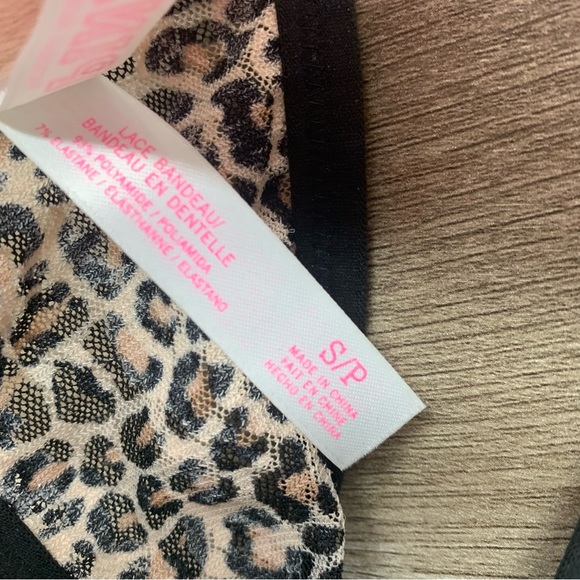 LACE BANDEAU/
BANDEAU EN DENTELLE
93% POLYAMIDE / POLIAMIDA
7% ELASTANE / ELASTHANNE / ELASTANO
S/P
MADE IN CHINA
FAIT EN CHINE
HECHO EN CHINA